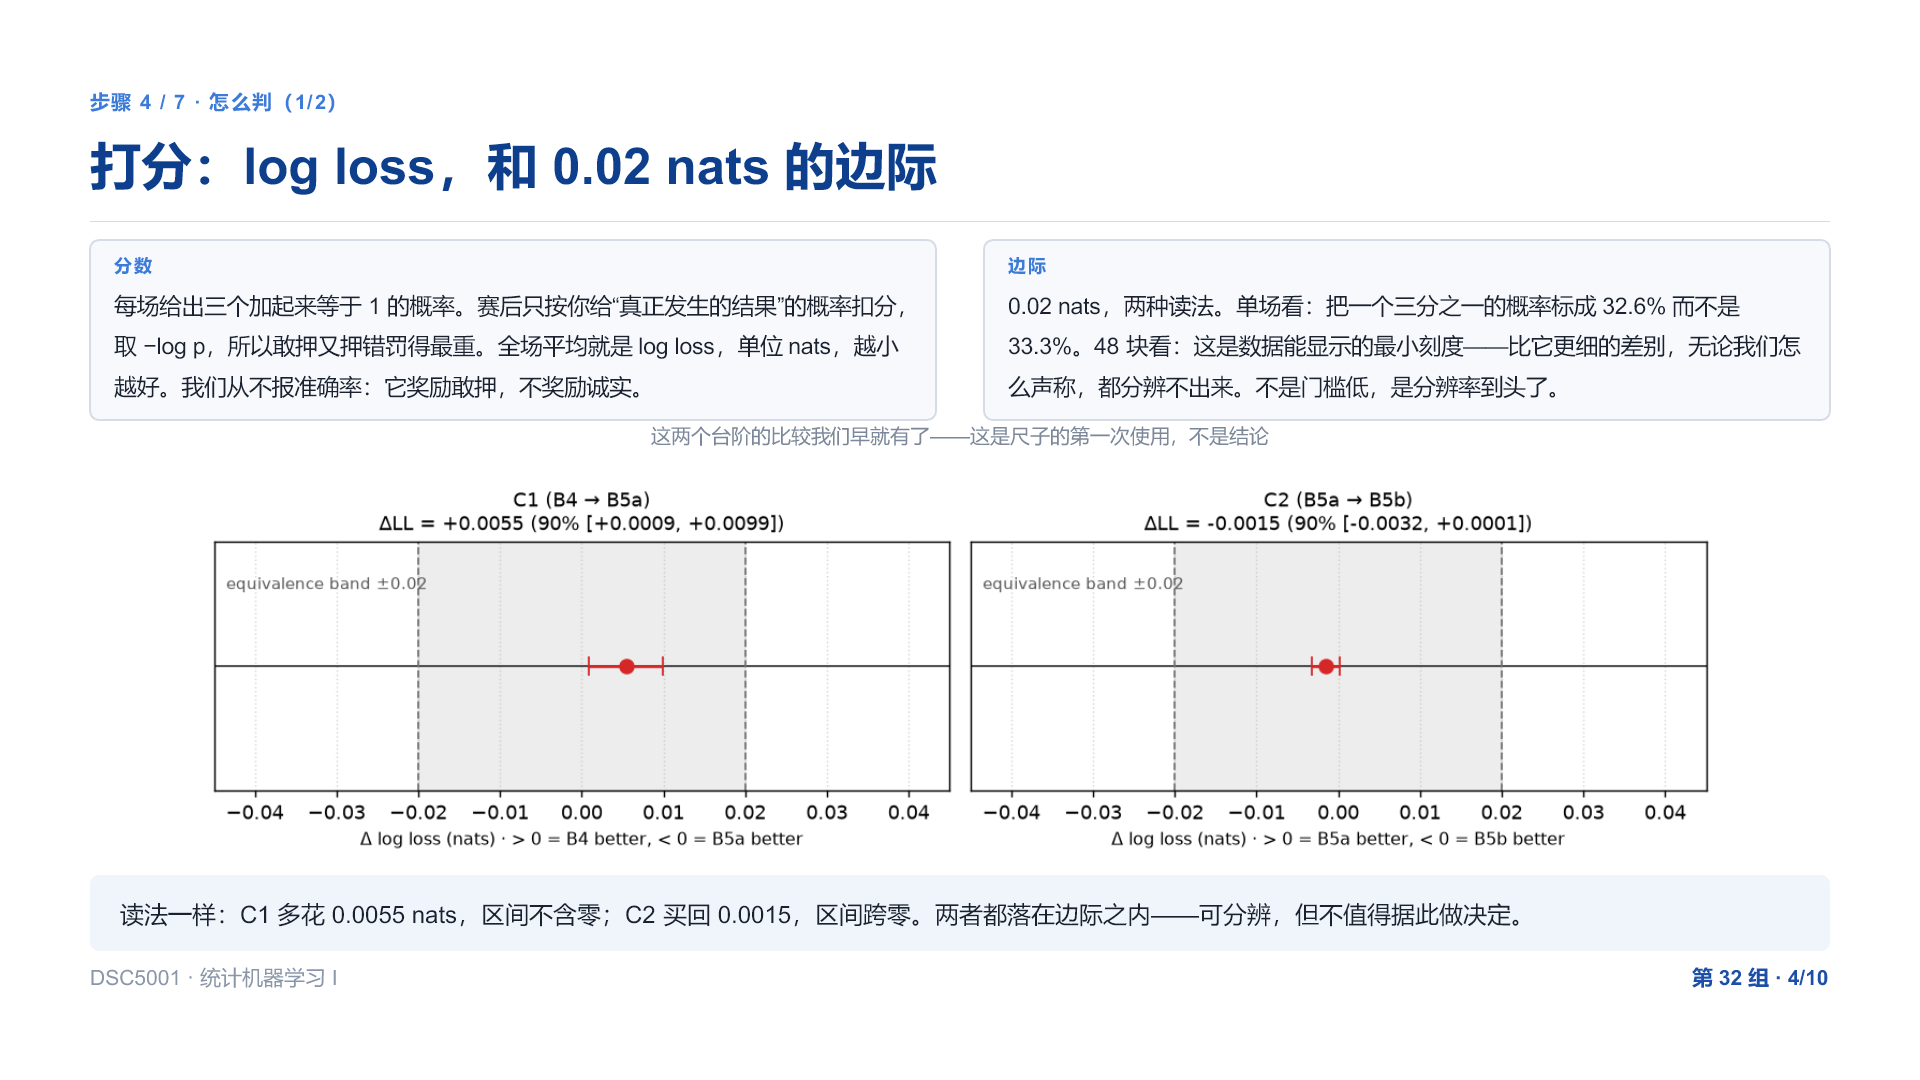 步骤 4 / 7 · 怎么判（1/2）
打分：log loss，和 0.02 nats 的边际
分数
每场给出三个加起来等于 1 的概率。赛后只按你给“真正发生的结果”的概率扣分，
取 −log p，所以敢押又押错罚得最重。全场平均就是 log loss，单位 nats，越小
越好。我们从不报准确率：它奖励敢押，不奖励诚实。
边际
0.02 nats，两种读法。单场看：把一个三分之一的概率标成 32.6% 而不是
33.3%。48 块看：这是数据能显示的最小刻度——比它更细的差别，无论我们怎
么声称，都分辨不出来。不是门槛低，是分辨率到头了。
这两个台阶的比较我们早就有了——这是尺子的第一次使用，不是结论
C1 (B4 → B5a)
ΔLL = +0.0055 (90% [+0.0009, +0.0099])
equivalence band ±0.02
−0.04 −0.03 −0.02 −0.01 0.00 0.01 0.02 0.03 0.04
Δ log loss (nats) · > 0 = B4 better, < 0 = B5a better
C2 (B5a → B5b)
ΔLL = -0.0015 (90% [-0.0032, +0.0001])
equivalence band ±0.02
−0.04 −0.03 −0.02 −0.01 0.00 0.01 0.02 0.03 0.04
Δ log loss (nats) · > 0 = B5a better, < 0 = B5b better
读法一样：C1 多花 0.0055 nats，区间不含零；C2 买回 0.0015，区间跨零。两者都落在边际之内——可分辨，但不值得据此做决定。
DSC5001 · 统计机器学习 I
第 32 组 · 4/10